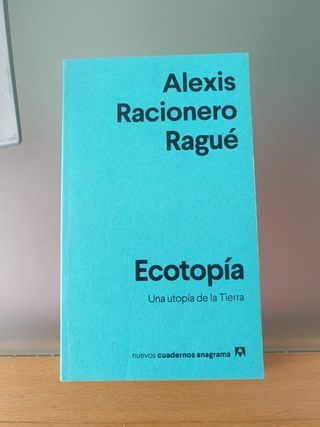 Alexis
Racionero
Ragué
Ecotopía
Una utopía de la Tierra
nuevos cuadernos anagrama